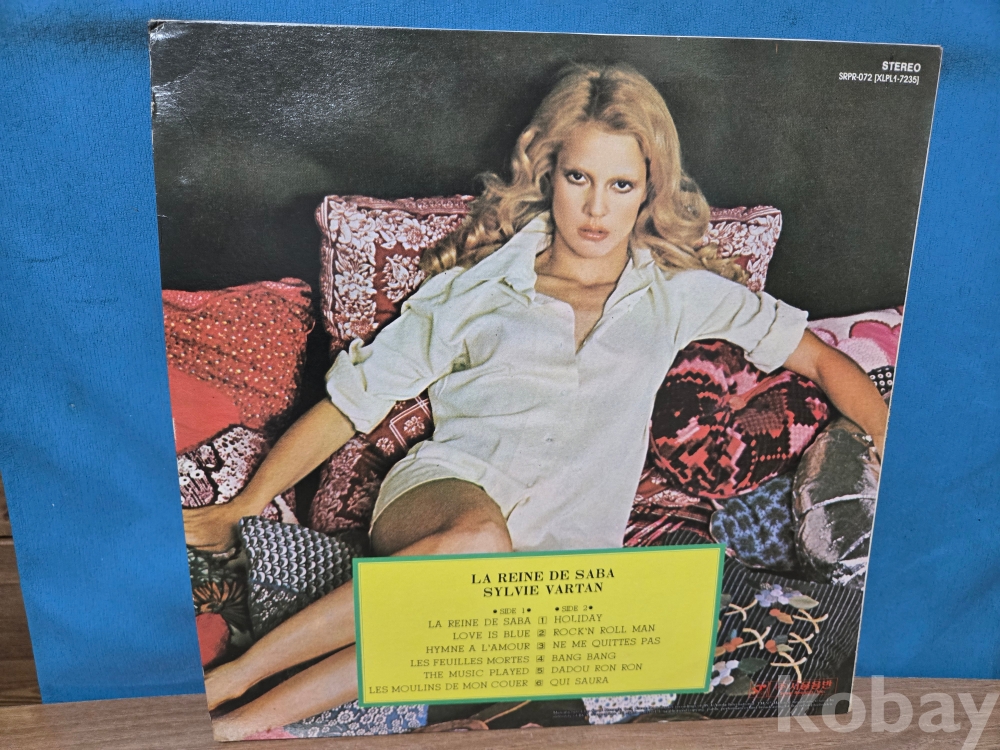 STEREO
SRPR-072 [XLPL1-7235]
LA REINE DE SABA
SYLVIE VARTAN
•SIDE 1• •SIDE 2•
LA REINE DE SABA 1 HOLIDAY
LOVE IS BLUE 2 ROCK'N ROLL MAN
HYMNE A L'AMOUR 3 NE ME QUITTES PAS
LES FEUILLES MORTES 4 BANG BANG
THE MUSIC PLAYED 5 DADOU RON RON
LES MOULINS DE MON COUER 6 QUI SAURA
kobay